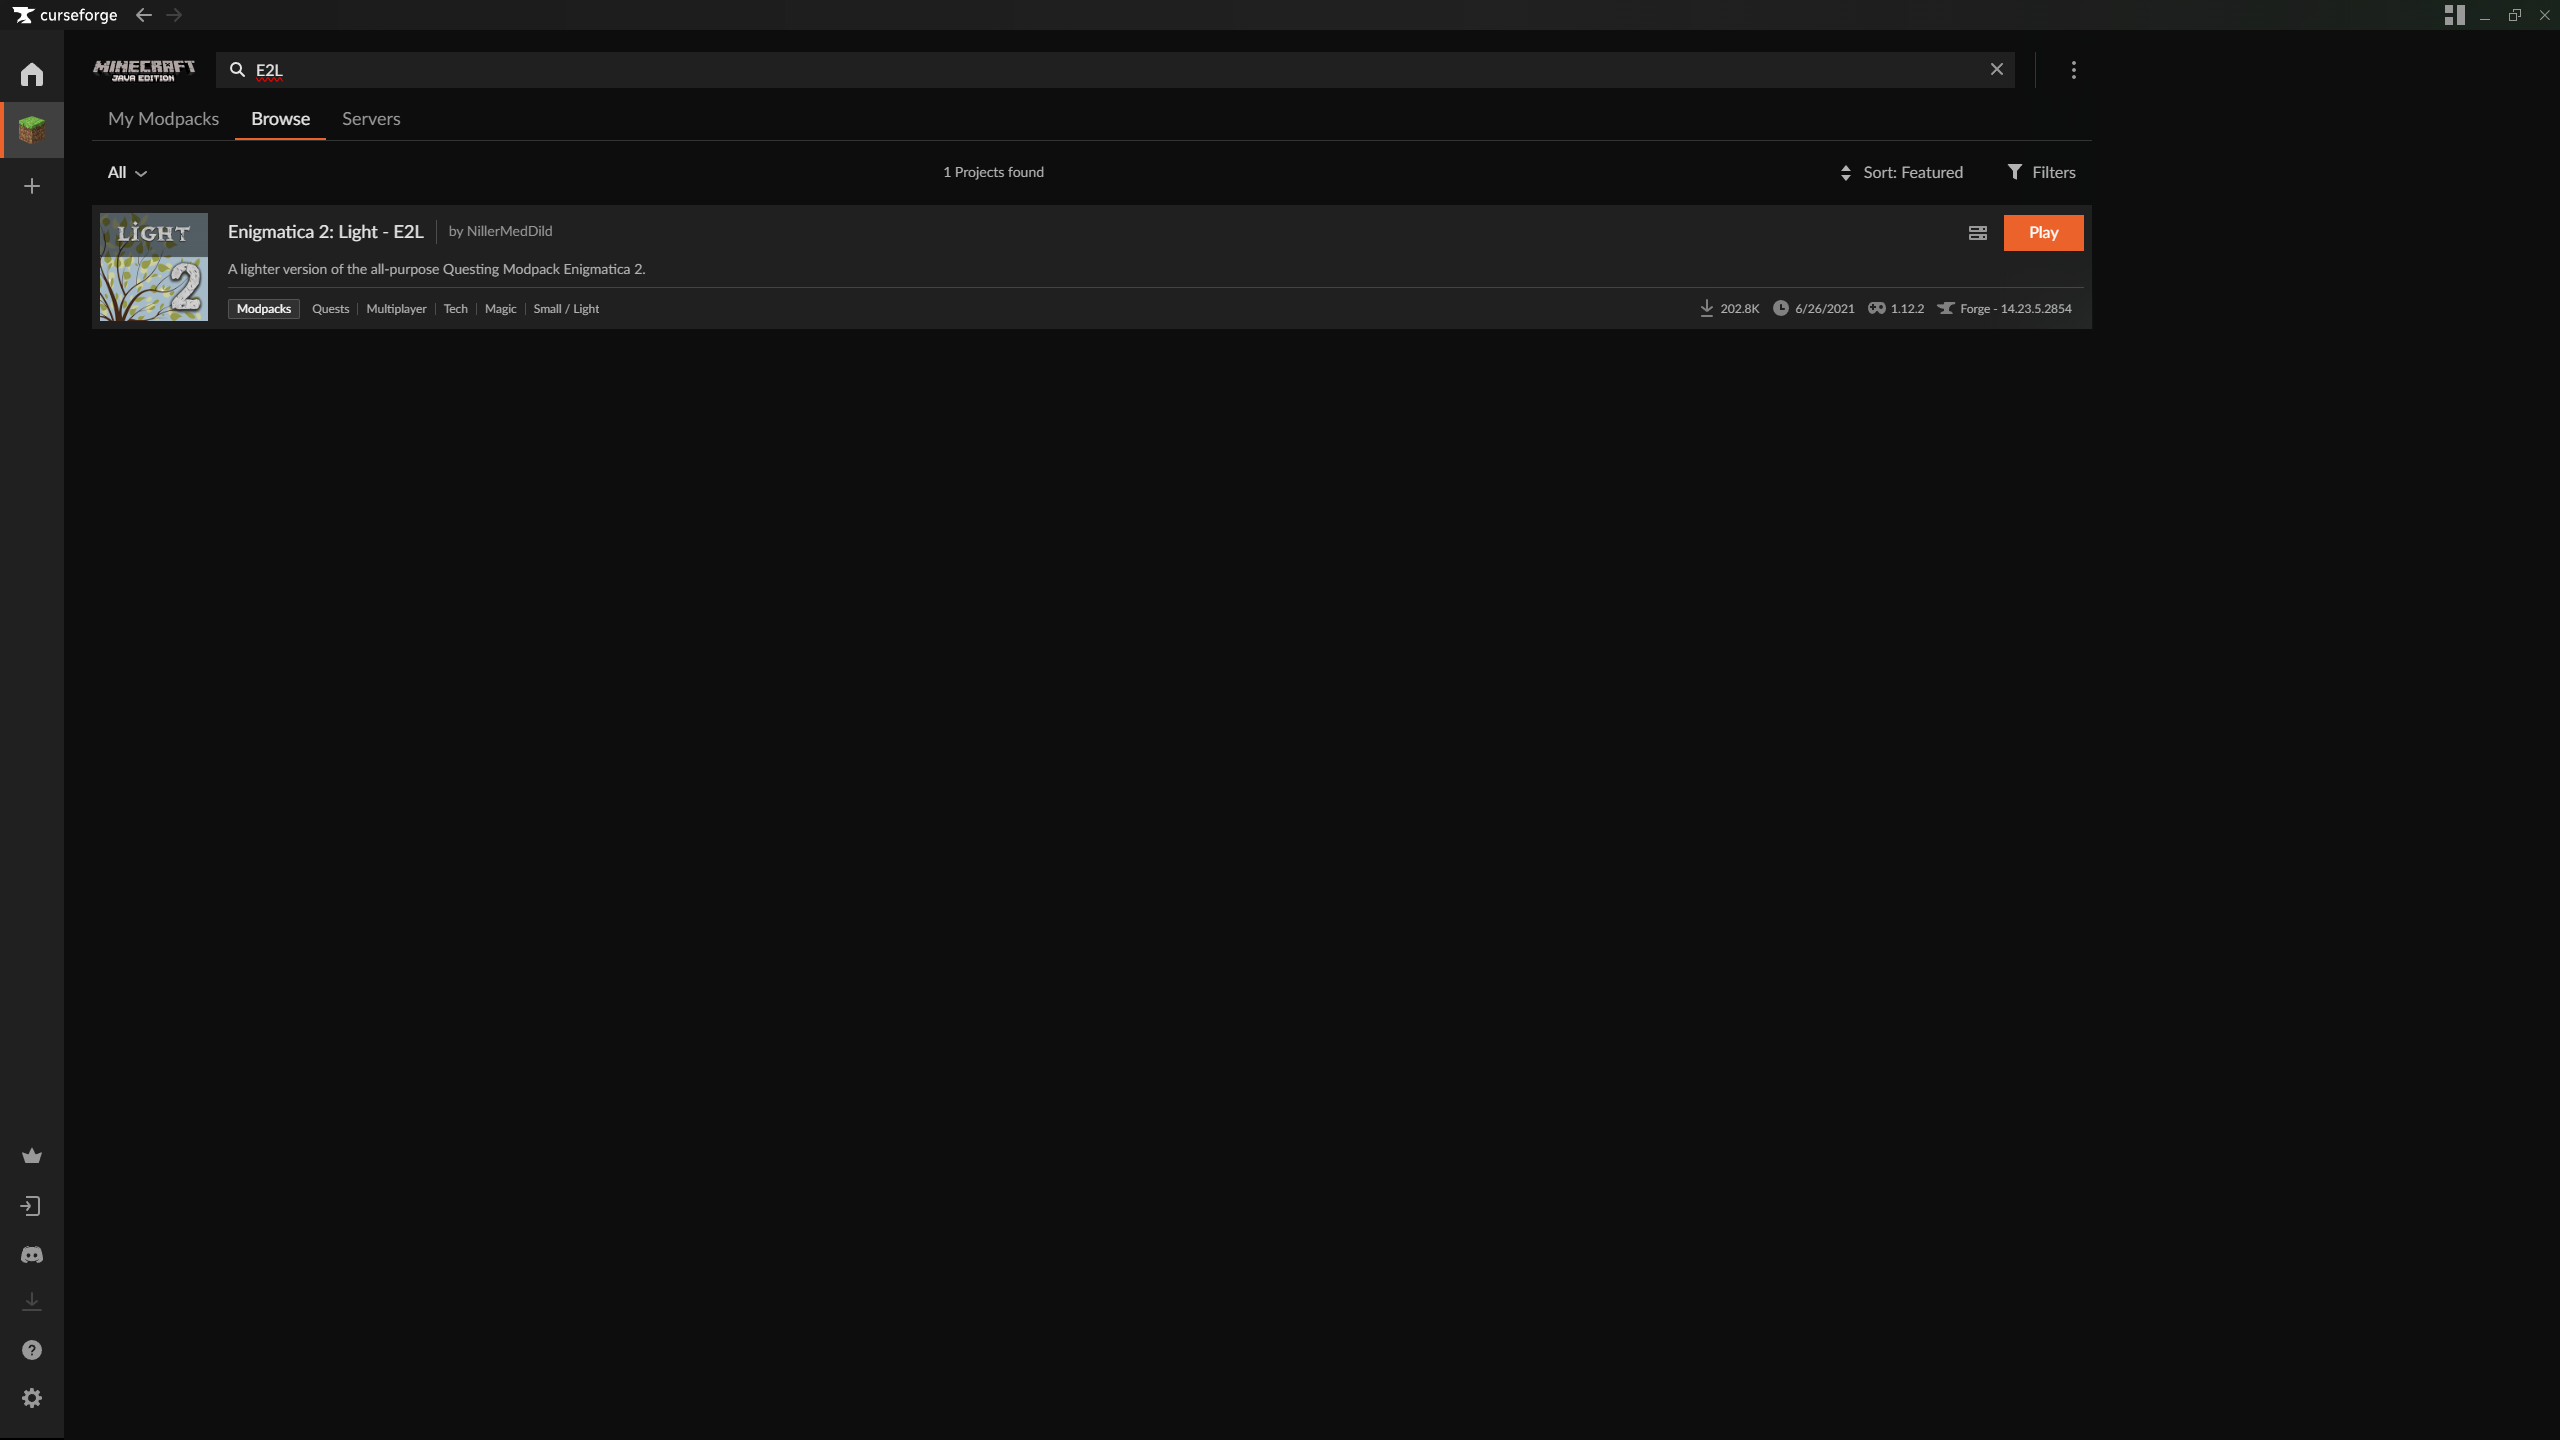 curseforge
MINECRAFT
JAVA EDITION
E2L
My Modpacks Browse Servers
All 1 Projects found Sort: Featured Filters
LIGHT
2
Enigmatica 2: Light - E2L by NillerMedDild Play
A lighter version of the all-purpose Questing Modpack Enigmatica 2.
Modpacks Quests Multiplayer Tech Magic Small / Light 202.8K 6/26/2021 1.12.2 Forge - 14.23.5.2854